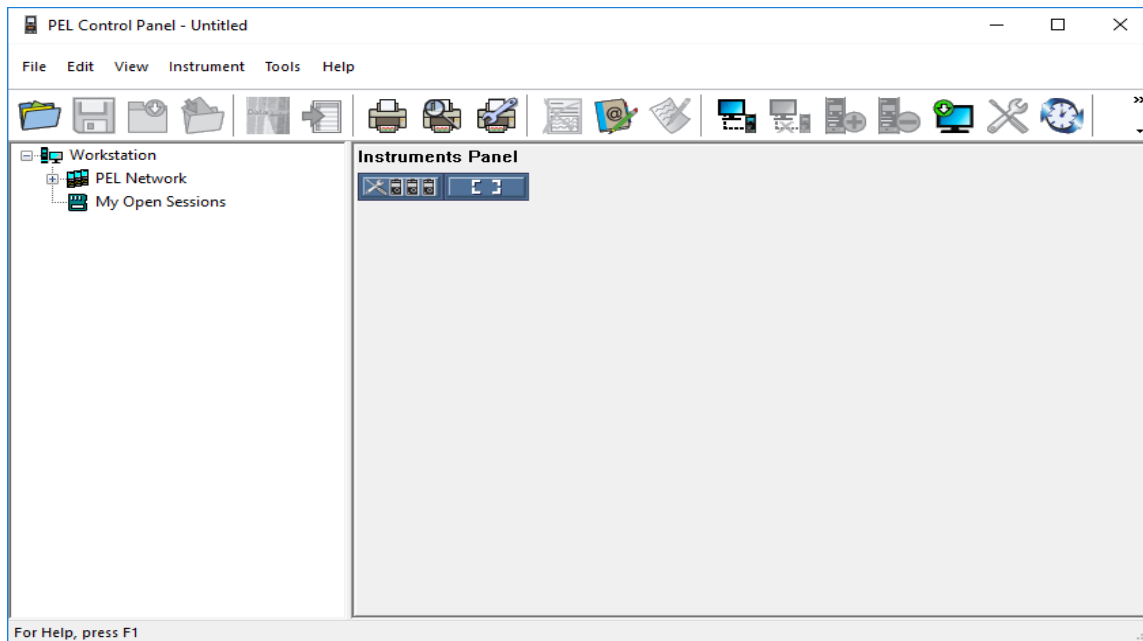 PEL Control Panel - Untitled
File Edit View Instrument Tools Help
Workstation
PEL Network
My Open Sessions
Instruments Panel
For Help, press F1